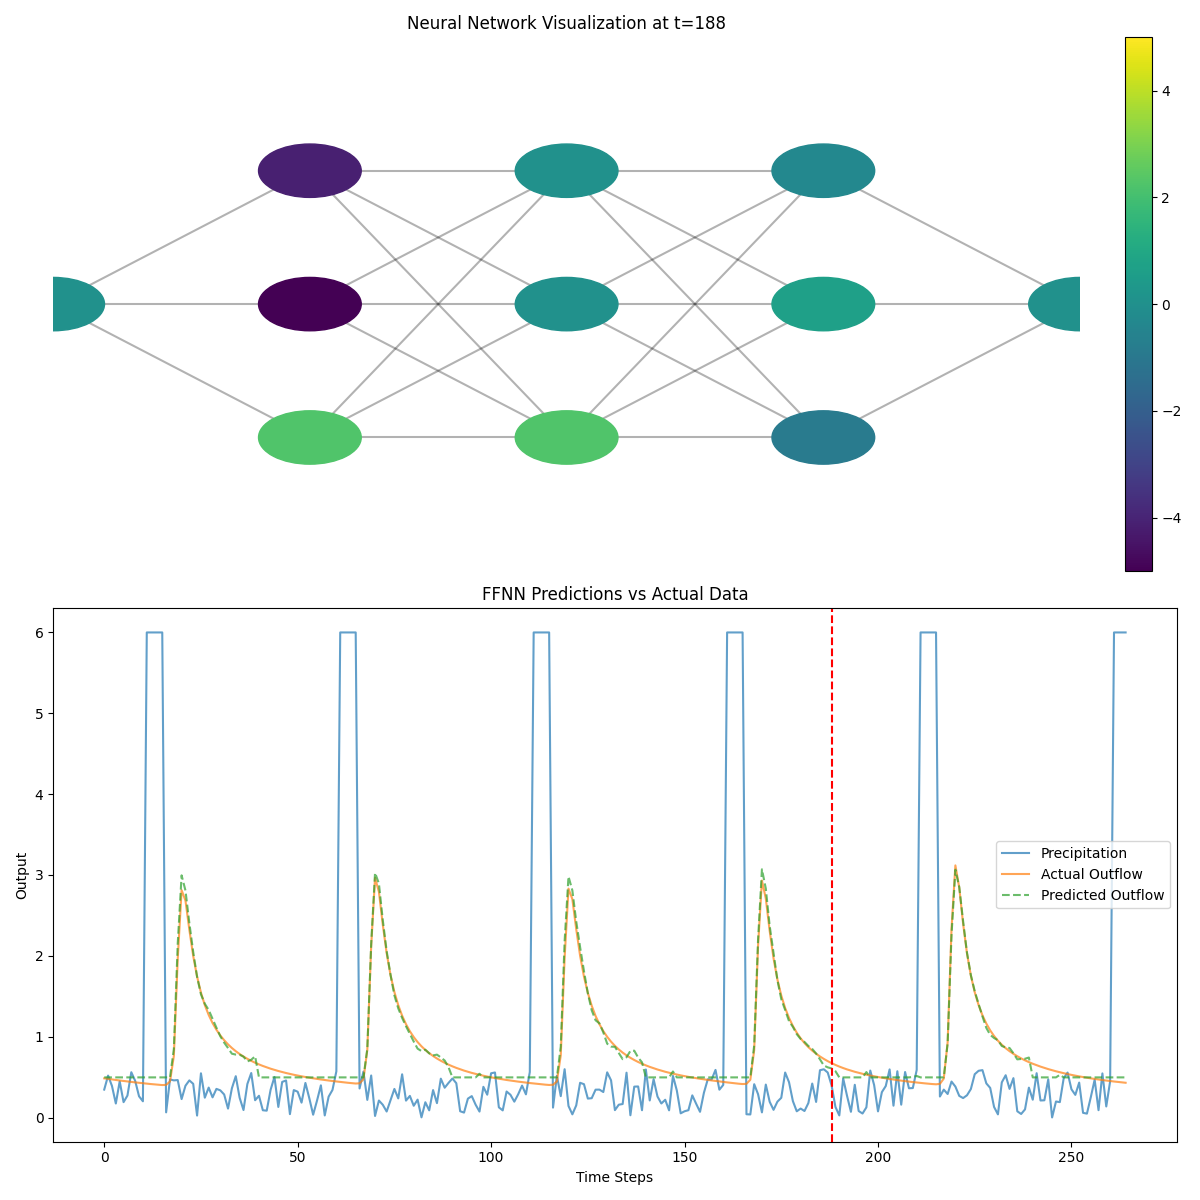 Neural Network Visualization at t=188
4
2
0
−2
−4
FFNN Predictions vs Actual Data
6
5
4
3
2
1
0
Output
Precipitation
Actual Outflow
Predicted Outflow
0 50 100 150 200 250
Time Steps